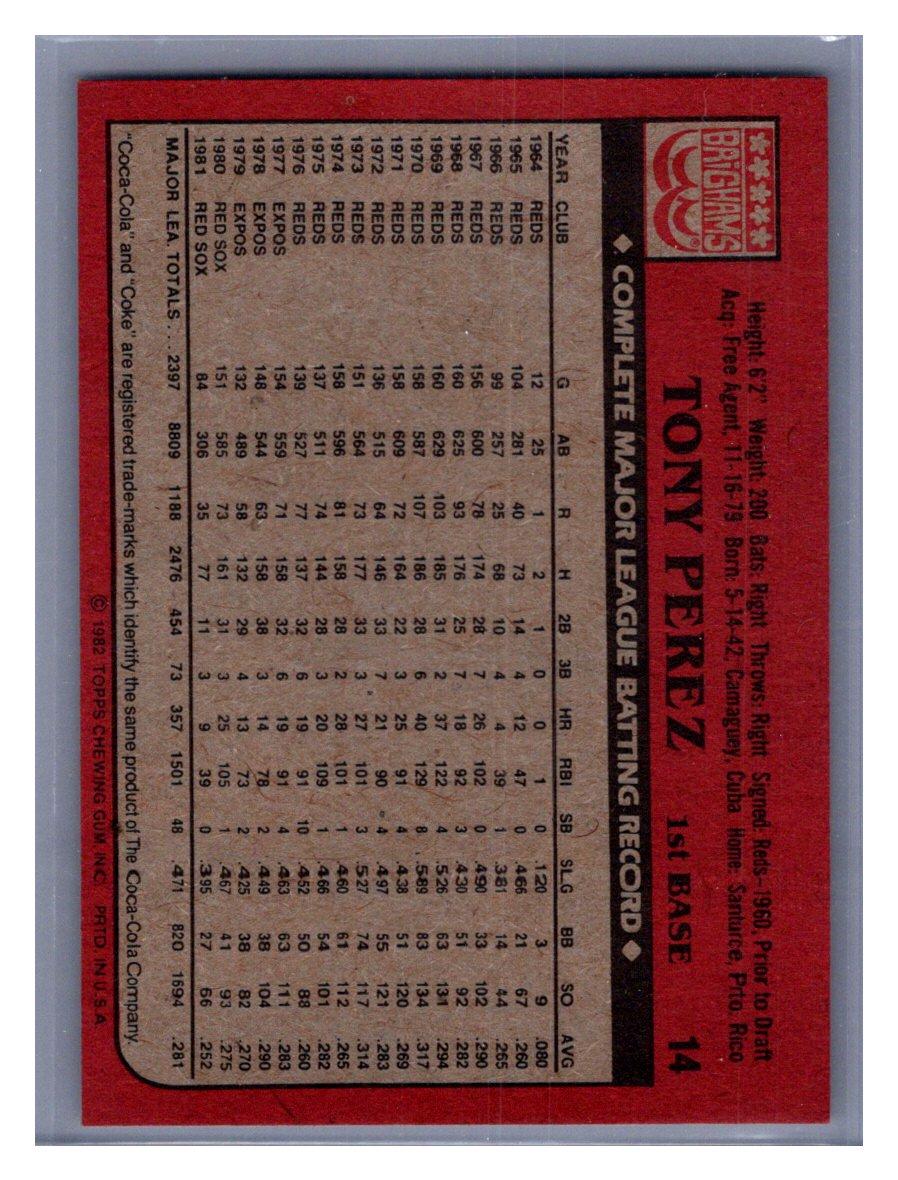 ★★★★★
BRIGHAM'S
®
Height: 6'2" Weight: 200 Bats: Right Throws: Right Signed: Reds–1960, Prior to Draft
Acq: Free Agent, 11-16-79 Born: 5-14-42, Camaguey, Cuba Home: Santurce, Prto. Rico
TONY PEREZ 1st BASE 14
◆ COMPLETE MAJOR LEAGUE BATTING RECORD ◆
YEAR CLUB G AB R H 2B 3B HR RBI SB SLG BB SO AVG
1964 REDS 12 25 1 2 1 0 0 1 0 .120 3 9 .080
1965 REDS 104 281 40 73 14 4 12 47 0 .466 21 67 .260
1966 REDS 99 257 25 68 10 4 4 39 1 .381 14 44 .265
1967 REDS 156 600 78 174 28 7 26 102 0 .490 33 102 .290
1968 REDS 160 625 93 176 25 7 18 92 3 .430 51 92 .282
1969 REDS 160 629 103 185 31 2 37 122 4 .526 63 131 .294
1970 REDS 158 587 107 186 28 6 40 129 8 .589 83 134 .317
1971 REDS 158 609 72 164 22 3 25 91 4 .438 51 120 .269
1972 REDS 136 515 64 146 33 7 21 90 4 .497 55 121 .283
1973 REDS 151 564 73 177 33 3 27 101 3 .527 74 117 .314
1974 REDS 158 596 81 158 28 2 28 101 1 .460 61 112 .265
1975 REDS 137 511 74 144 28 3 20 109 1 .466 54 101 .282
1976 REDS 139 527 77 137 32 6 19 91 10 .452 50 88 .260
1977 EXPOS 154 559 71 158 32 6 19 91 4 .463 63 111 .283
1978 EXPOS 148 544 63 158 38 3 14 78 2 .449 38 104 .290
1979 EXPOS 132 489 58 132 29 4 13 73 2 .425 38 82 .270
1980 RED SOX 151 585 73 161 31 3 25 105 1 .467 41 93 .275
1981 RED SOX 84 306 35 77 11 3 9 39 0 .395 27 66 .252
MAJOR LEA. TOTALS . . . 2397 8809 1188 2476 454 73 357 1501 48 .471 820 1694 .281
"Coca-Cola" and "Coke" are registered trade-marks which identify the same product of The Coca-Cola Company.
© 1982 TOPPS CHEWING GUM, INC. PRTD. IN U.S.A.